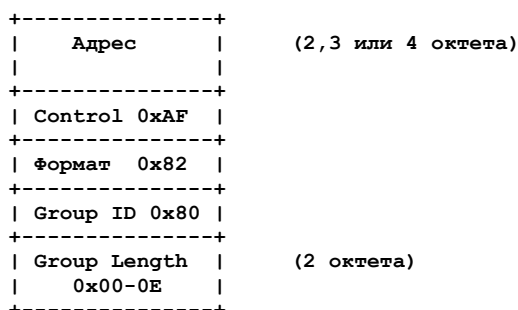 +---------------+
|     Адрес     |     (2,3 или 4 октета)
|               |
+---------------+
| Control 0xAF  |
+---------------+
| Формат  0x82  |
+---------------+
| Group ID 0x80 |
+---------------+
| Group Length  |     (2 октета)
|    0x00-0E    |
+---------------+